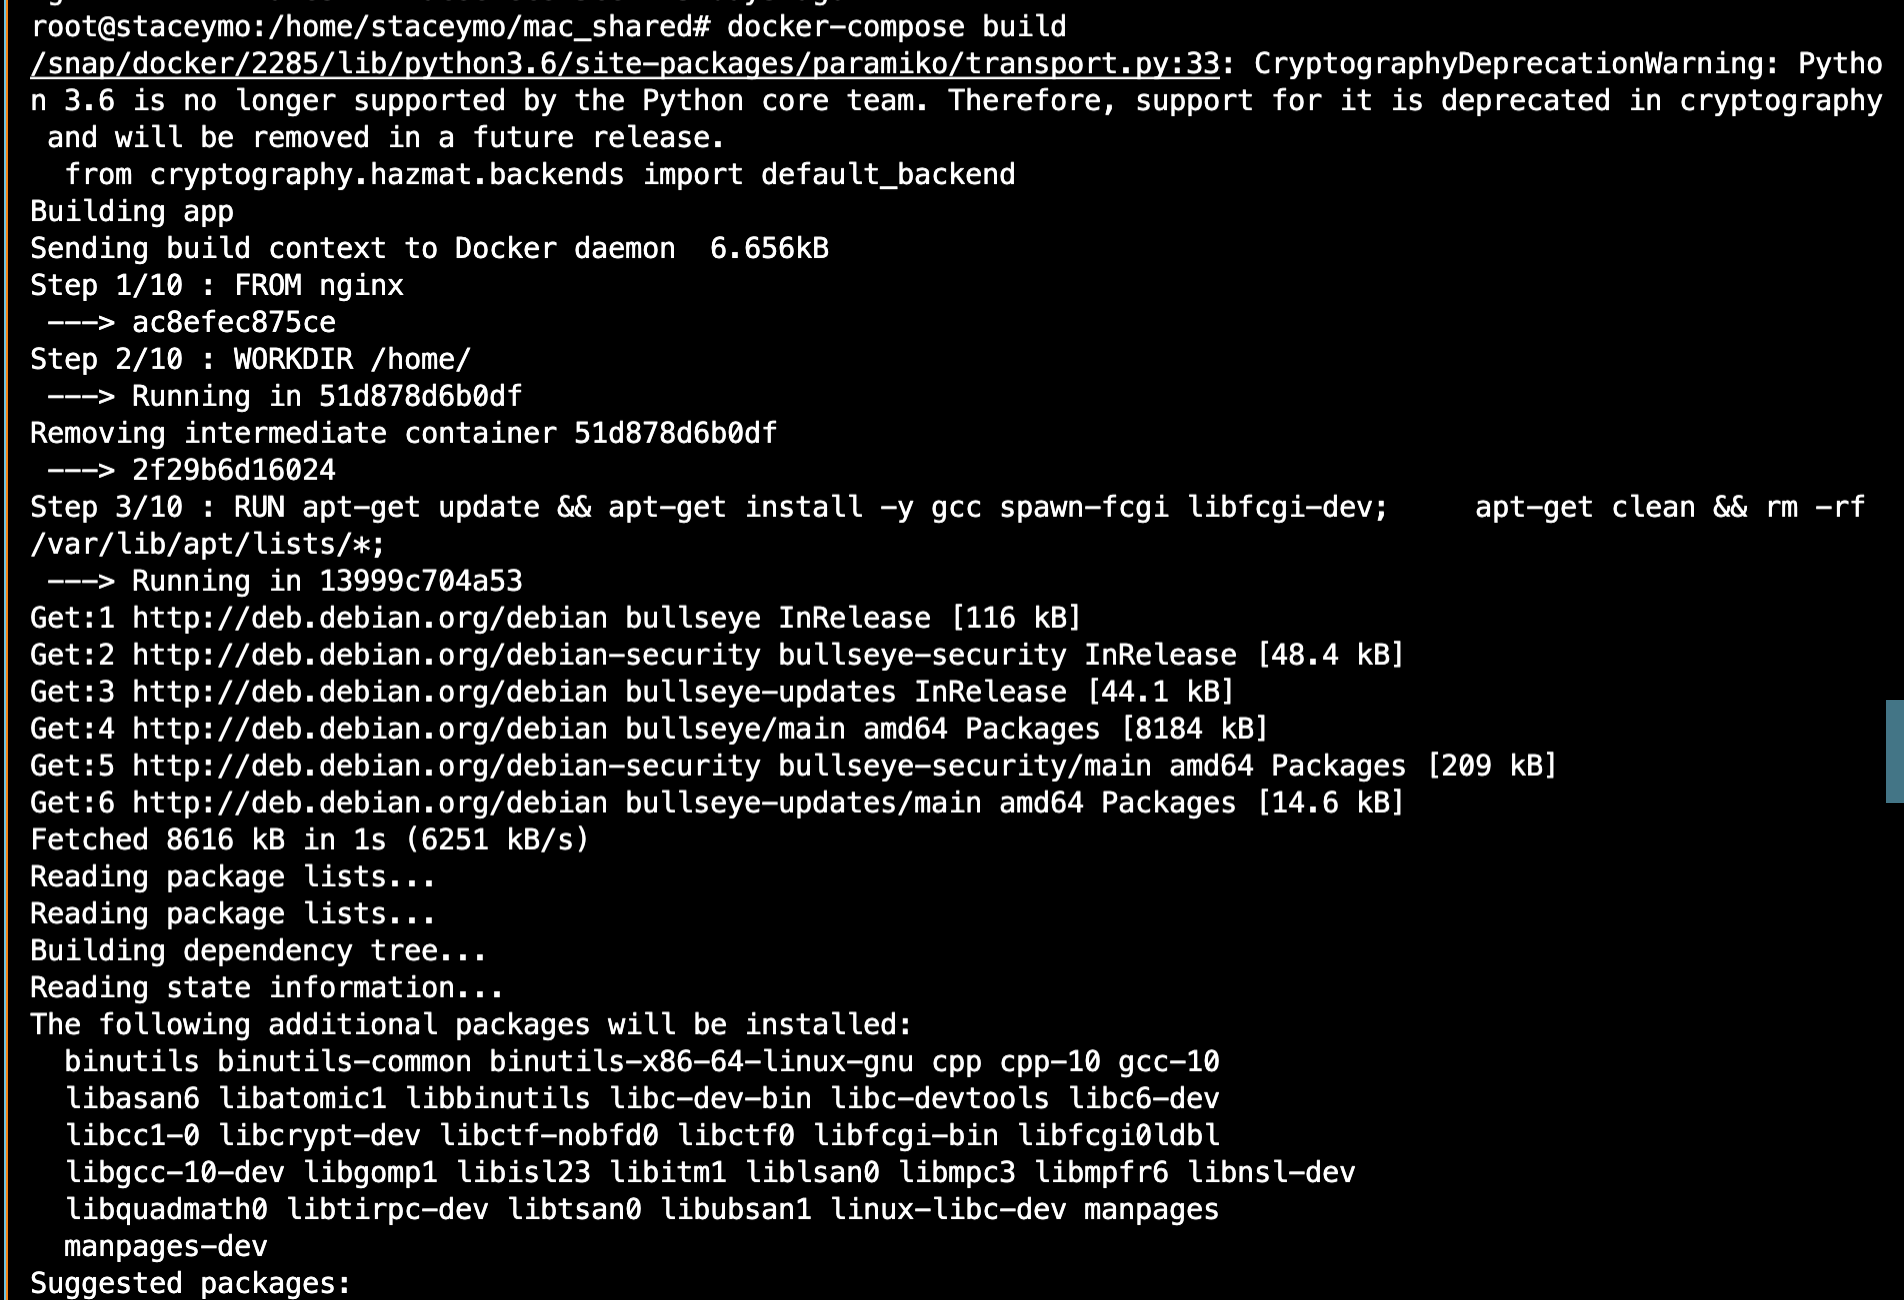 root@staceymo:/home/staceymo/mac_shared# docker-compose build
/snap/docker/2285/lib/python3.6/site-packages/paramiko/transport.py:33: CryptographyDeprecationWarning: Pytho
n 3.6 is no longer supported by the Python core team. Therefore, support for it is deprecated in cryptography
 and will be removed in a future release.
  from cryptography.hazmat.backends import default_backend
Building app
Sending build context to Docker daemon  6.656kB
Step 1/10 : FROM nginx
 ---> ac8efec875ce
Step 2/10 : WORKDIR /home/
 ---> Running in 51d878d6b0df
Removing intermediate container 51d878d6b0df
 ---> 2f29b6d16024
Step 3/10 : RUN apt-get update && apt-get install -y gcc spawn-fcgi libfcgi-dev;     apt-get clean && rm -rf
/var/lib/apt/lists/*;
 ---> Running in 13999c704a53
Get:1 http://deb.debian.org/debian bullseye InRelease [116 kB]
Get:2 http://deb.debian.org/debian-security bullseye-security InRelease [48.4 kB]
Get:3 http://deb.debian.org/debian bullseye-updates InRelease [44.1 kB]
Get:4 http://deb.debian.org/debian bullseye/main amd64 Packages [8184 kB]
Get:5 http://deb.debian.org/debian-security bullseye-security/main amd64 Packages [209 kB]
Get:6 http://deb.debian.org/debian bullseye-updates/main amd64 Packages [14.6 kB]
Fetched 8616 kB in 1s (6251 kB/s)
Reading package lists...
Reading package lists...
Building dependency tree...
Reading state information...
The following additional packages will be installed:
  binutils binutils-common binutils-x86-64-linux-gnu cpp cpp-10 gcc-10
  libasan6 libatomic1 libbinutils libc-dev-bin libc-devtools libc6-dev
  libcc1-0 libcrypt-dev libctf-nobfd0 libctf0 libfcgi-bin libfcgi0ldbl
  libgcc-10-dev libgomp1 libisl23 libitm1 liblsan0 libmpc3 libmpfr6 libnsl-dev
  libquadmath0 libtirpc-dev libtsan0 libubsan1 linux-libc-dev manpages
  manpages-dev
Suggested packages: